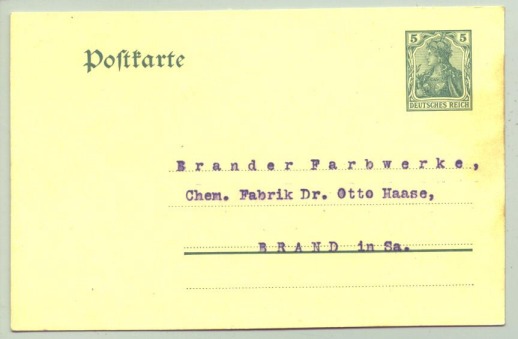 Poſtkarte
5 5
DEUTSCHES REICH
Brander Farbwerke,
Chem. Fabrik Dr. Otto Haase,
BRAND in Sa.